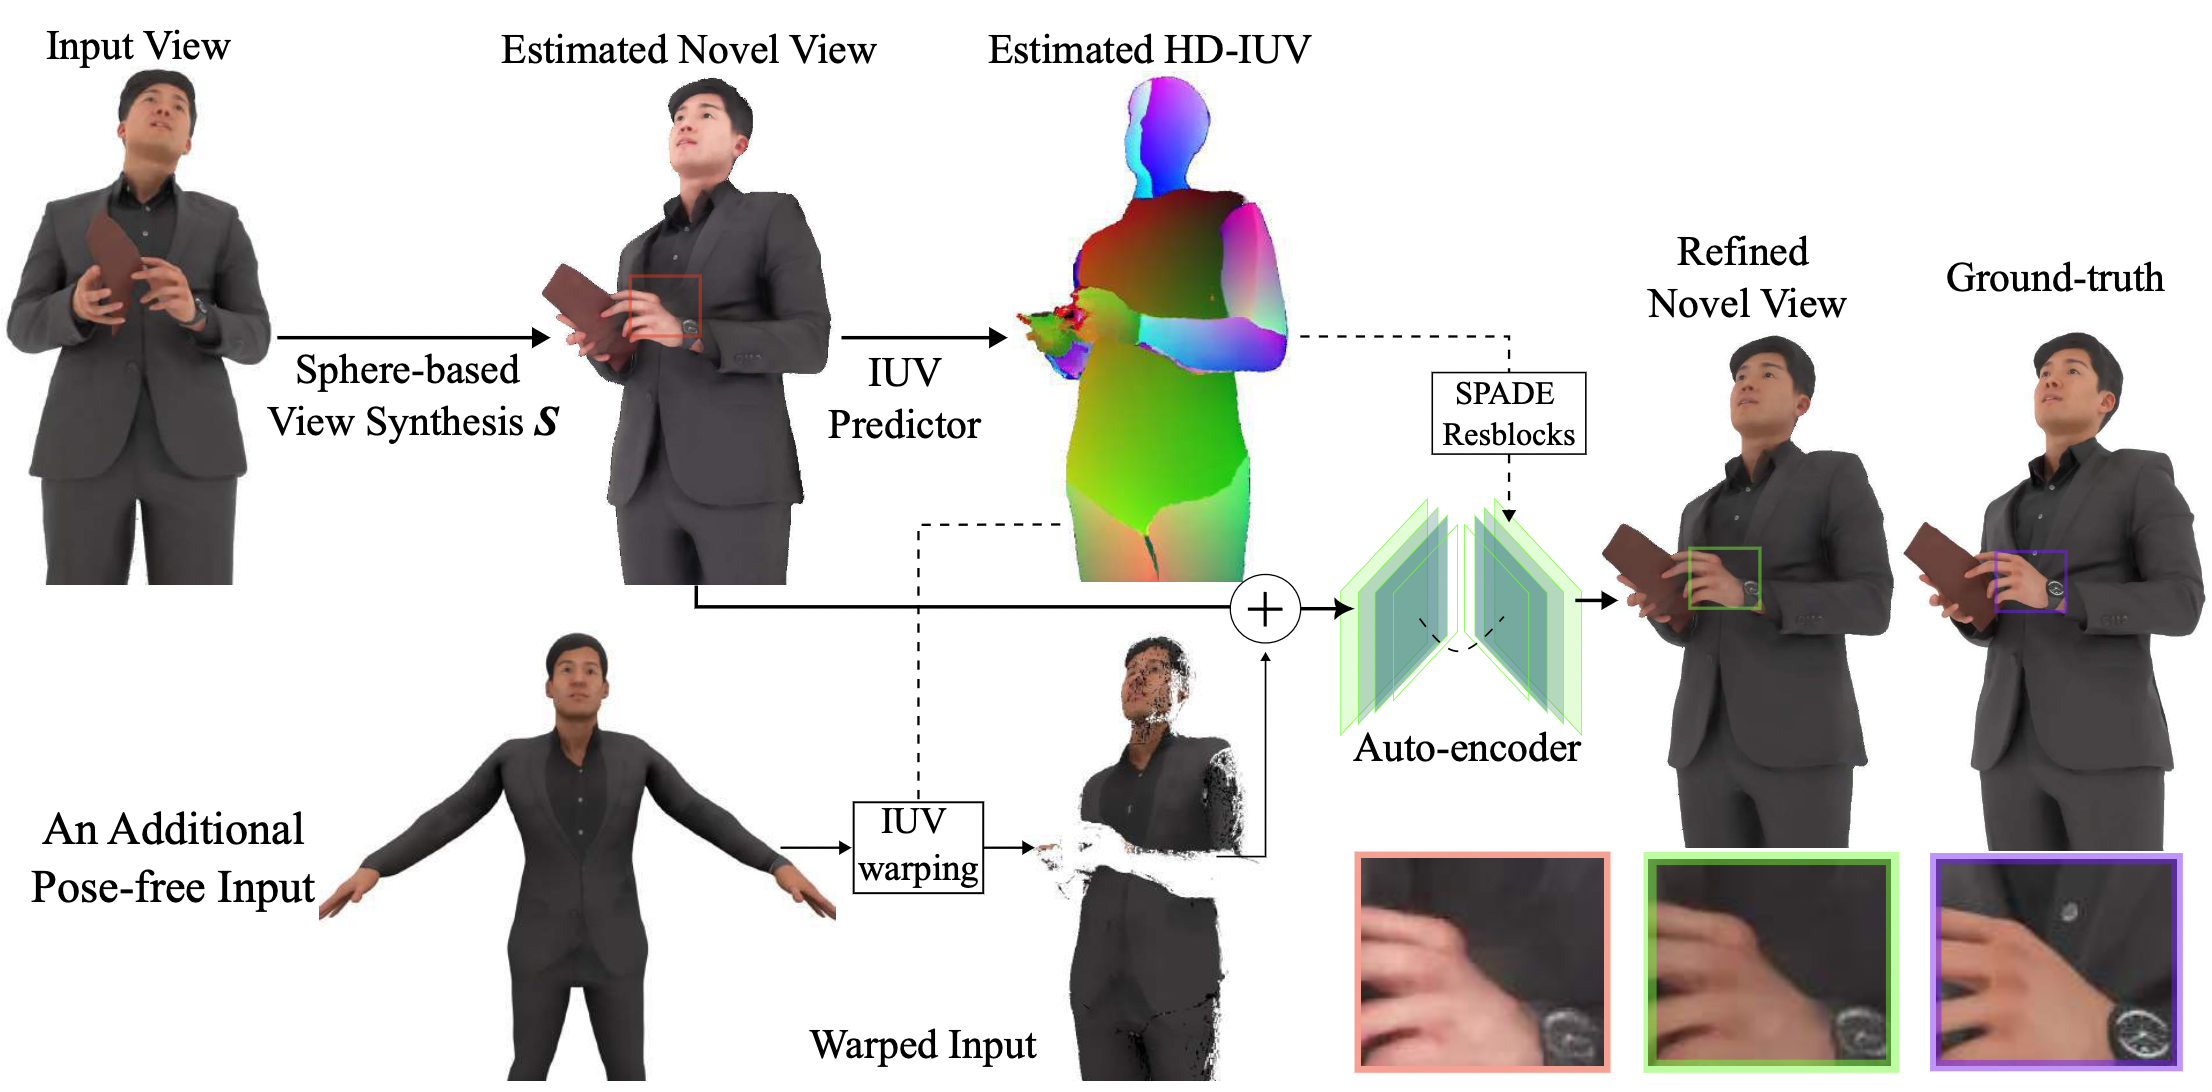 Input View
Estimated Novel View
Estimated HD-IUV
Sphere-based
View Synthesis S
IUV
Predictor
SPADE
Resblocks
Refined
Novel View
Ground-truth
+
Auto-encoder
An Additional
Pose-free Input
IUV
warping
Warped Input